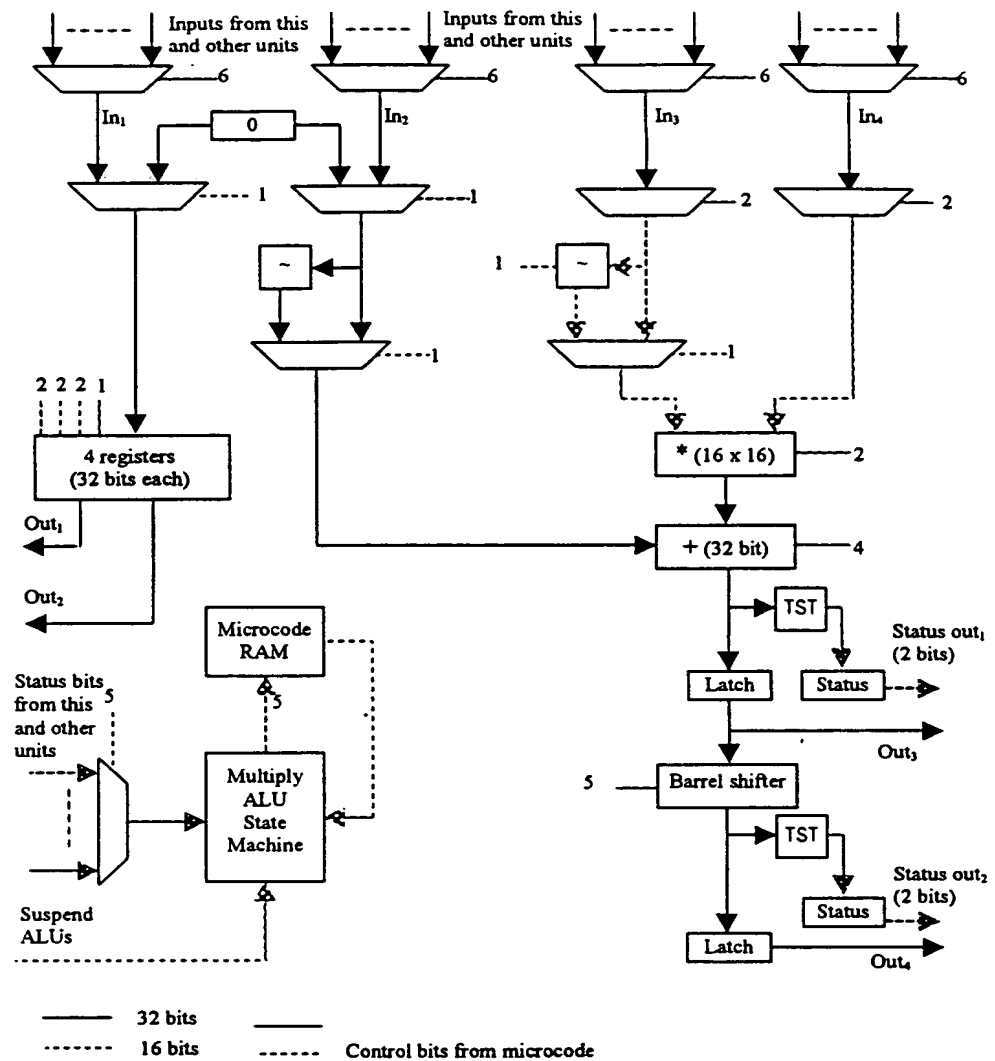 Inputs from this
and other units
Inputs from this
and other units
6
6
6
6
In₁
0
In₂
In₃
In₄
1
1
2
2
~
1
~
1
1
2 2 2 1
4 registers
(32 bits each)
* (16 x 16)
2
Out₁
+ (32 bit)
4
Out₂
TST
Microcode
RAM
Status out₁
(2 bits)
Latch
Status
Status bits
from this
and other
units
5
5
Out₃
Multiply
ALU
State
Machine
5
Barrel shifter
TST
Status out₂
(2 bits)
Status
Suspend
ALUs
Latch
Out₄
32 bits
16 bits
Control bits from microcode